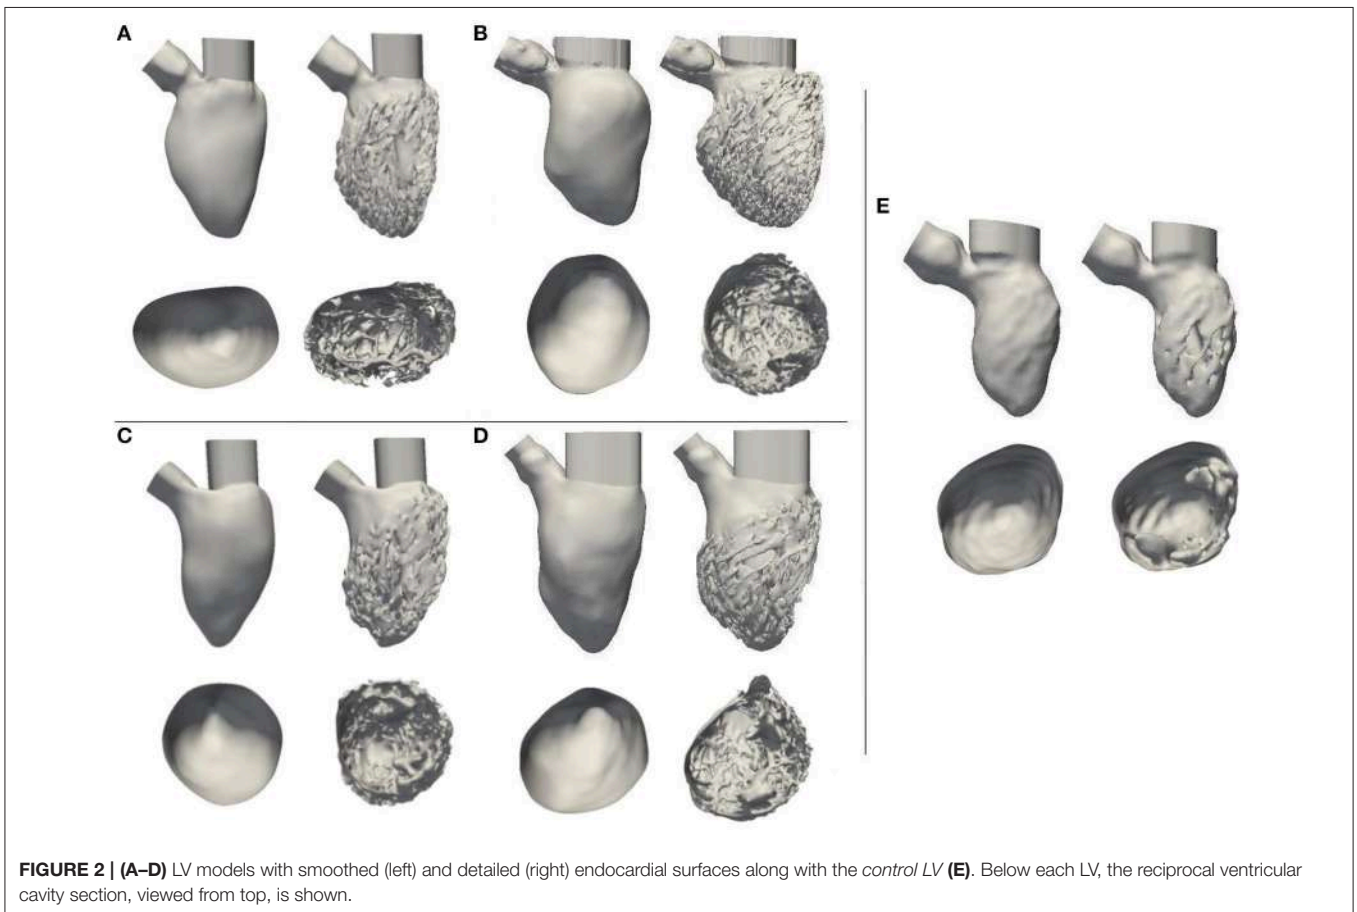 A
B
E
C
D
FIGURE 2 | (A–D) LV models with smoothed (left) and detailed (right) endocardial surfaces along with the control LV (E). Below each LV, the reciprocal ventricular
cavity section, viewed from top, is shown.